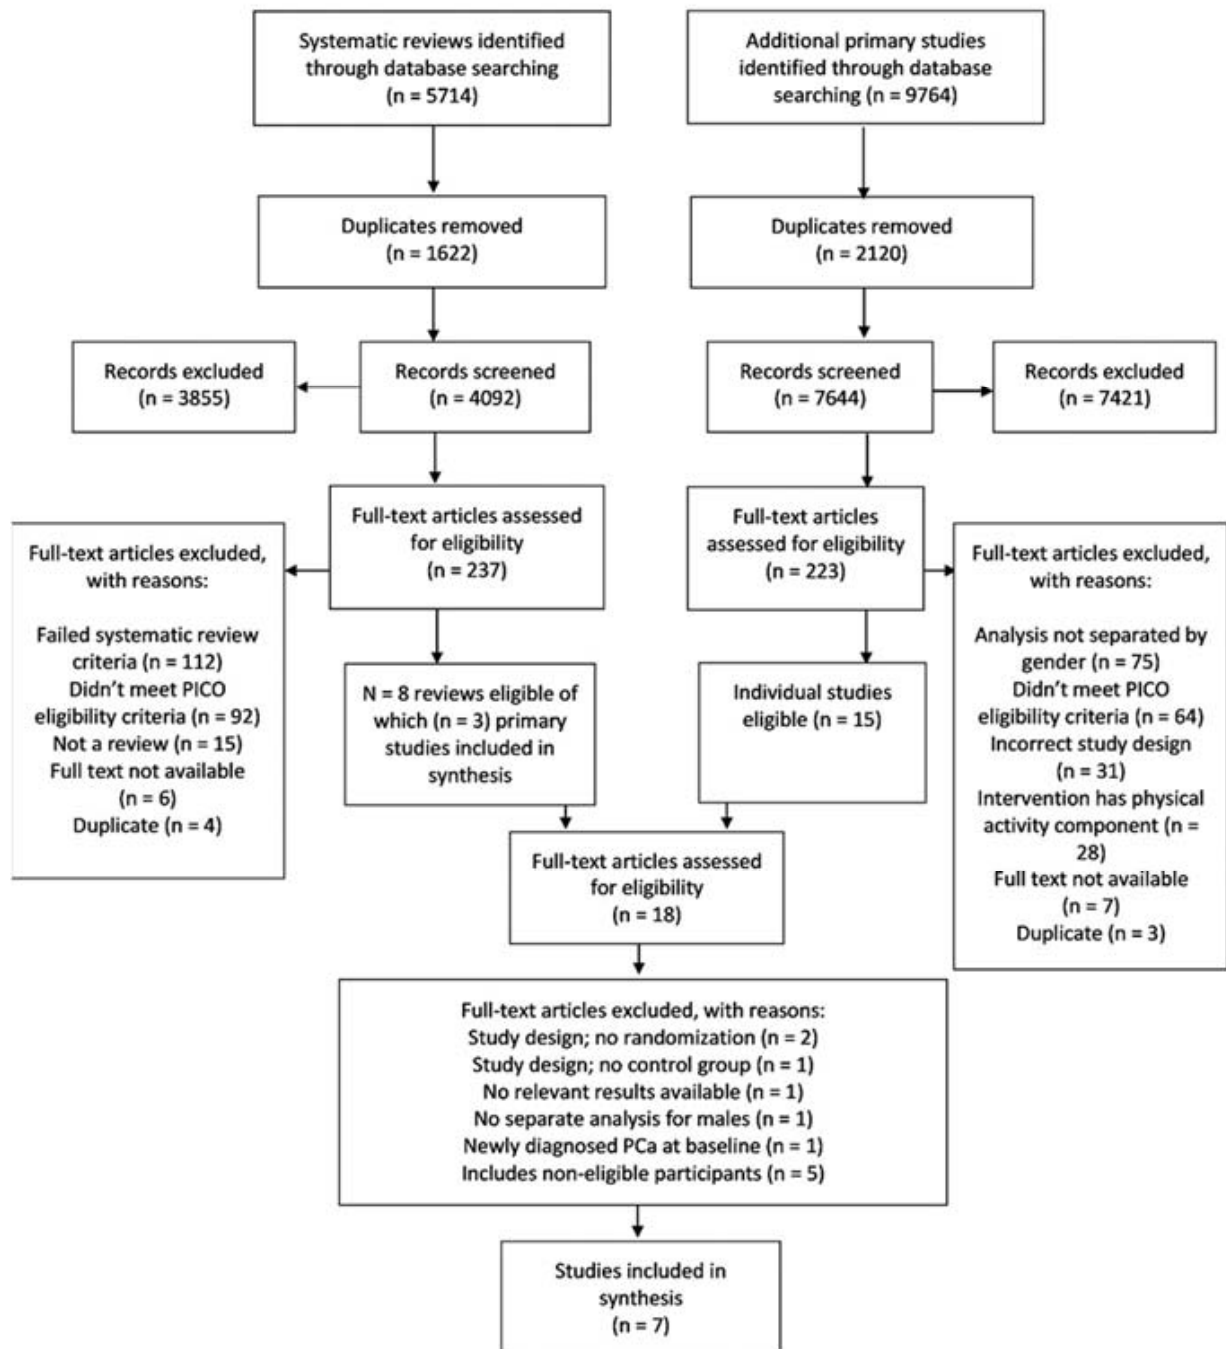 Systematic reviews identified
through database searching
(n = 5714)
Additional primary studies
identified through database
searching (n = 9764)
Duplicates removed
(n = 1622)
Duplicates removed
(n = 2120)
Records excluded
(n = 3855)
Records screened
(n = 4092)
Records screened
(n = 7644)
Records excluded
(n = 7421)
Full-text articles assessed
for eligibility
(n = 237)
Full-text articles
assessed for eligibility
(n = 223)
Full-text articles excluded,
with reasons:
Failed systematic review
criteria (n = 112)
Didn't meet PICO
eligibility criteria (n = 92)
Not a review (n = 15)
Full text not available
(n = 6)
Duplicate (n = 4)
N = 8 reviews eligible of
which (n = 3) primary
studies included in
synthesis
Individual studies
eligible (n = 15)
Full-text articles excluded,
with reasons:
Analysis not separated by
gender (n = 75)
Didn't meet PICO
eligibility criteria (n = 64)
Incorrect study design
(n = 31)
Intervention has physical
activity component (n =
28)
Full text not available
(n = 7)
Duplicate (n = 3)
Full-text articles assessed
for eligibility
(n = 18)
Full-text articles excluded, with reasons:
Study design; no randomization (n = 2)
Study design; no control group (n = 1)
No relevant results available (n = 1)
No separate analysis for males (n = 1)
Newly diagnosed PCa at baseline (n = 1)
Includes non-eligible participants (n = 5)
Studies included in
synthesis
(n = 7)